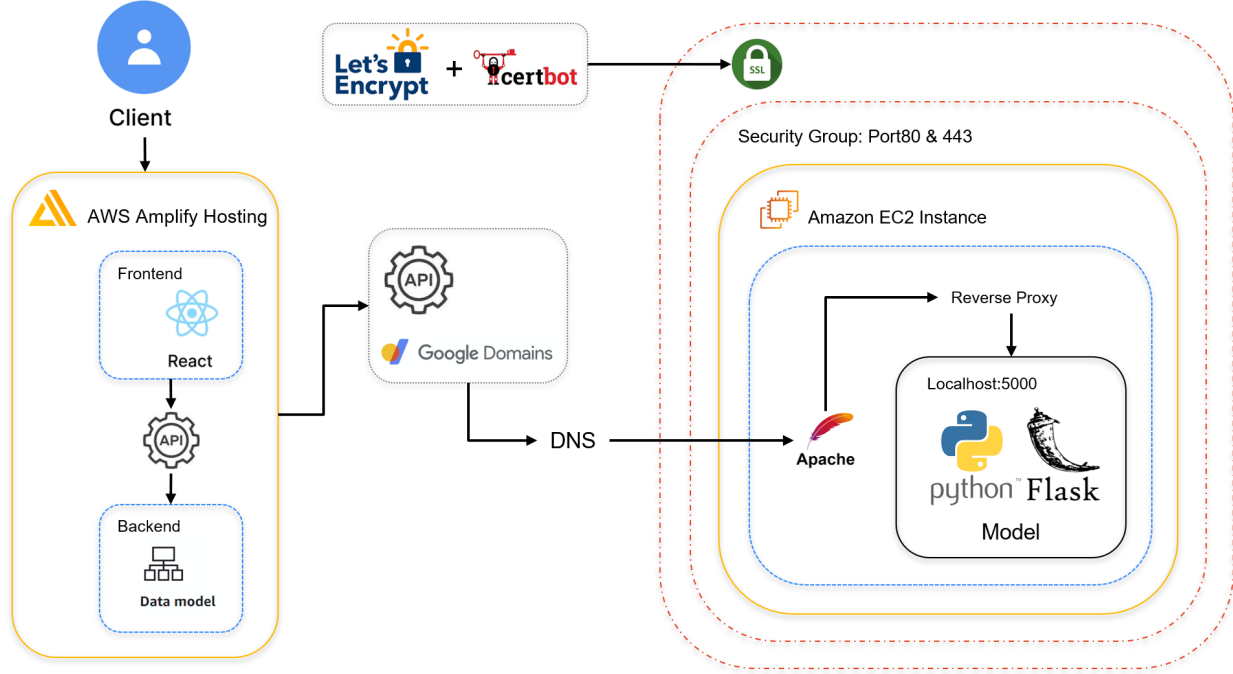 Client
AWS Amplify Hosting
Frontend
React
API
Backend
Data model
Let's
Encrypt
+
certbot
API
Google Domains
DNS
SSL
Security Group: Port80 & 443
Amazon EC2 Instance
Reverse Proxy
Apache
Localhost:5000
python™
Flask
Model